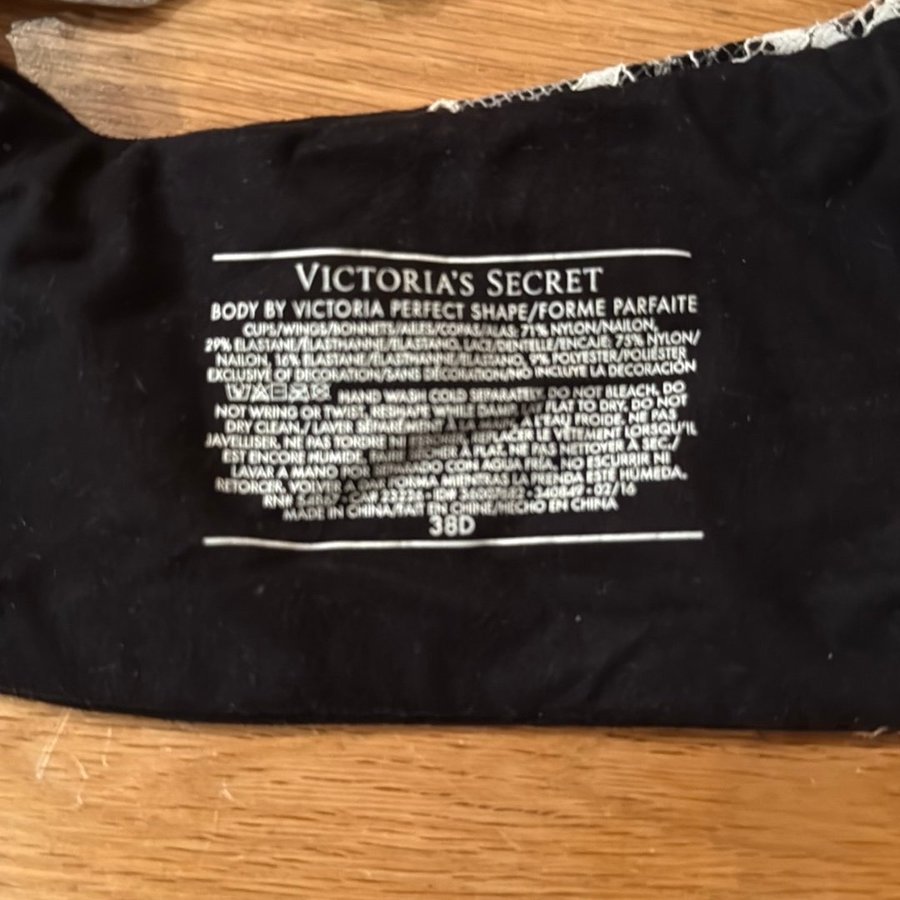 VICTORIA'S SECRET
BODY BY VICTORIA PERFECT SHAPE/FORME PARFAITE
CUPS/WINGS/BONNETS/AILES/COPAS/ALAS: 71% NYLON/NAILON,
29% ELASTANE/ELASTHANNE/ELASTANO. LACE/DENTELLE/ENCAJE: 75% NYLON/
NAILON, 16% ELASTANE/ELASTHANNE/ELASTANO, 9% POLYESTER/POLIÉSTER
EXCLUSIVE OF DECORATION/SANS DÉCORATION/NO INCLUYE LA DECORACIÓN
HAND WASH COLD SEPARATELY. DO NOT BLEACH. DO
NOT WRING OR TWIST. RESHAPE WHILE DAMP. FLAT TO DRY. DO NOT
DRY CLEAN./ LAVER SÉPARÉMENT À LA MAIN À L'EAU FROIDE. NE PAS
JAVELLISER. NE PAS TORDRE NI REPLACER LE VÊTEMENT LORSQU'IL
EST ENCORE HUMIDE. À PLAT. NE PAS NETTOYER À SEC./
LAVAR A MANO POR SEPARADO CON AGUA FRÍA. NO ESCURRIR NI
RETORCER. FORMA MIENTRAS LA PRENDA ESTÉ HÚMEDA.
RN# 340849 - 02/16
MADE IN CHINA/FAIT EN CHINE/HECHO EN CHINA
38D